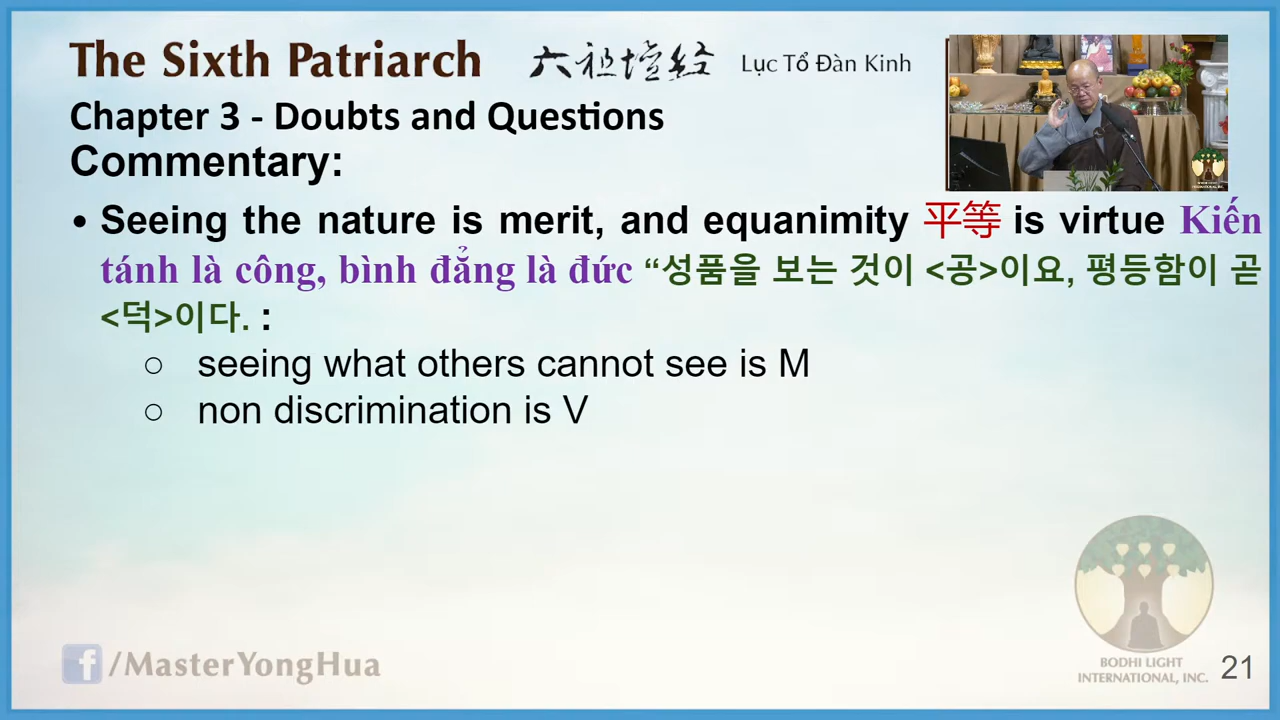 The Sixth Patriarch 六祖壇经 Lục Tổ Đàn Kinh
Chapter 3 - Doubts and Questions
Commentary:
• Seeing the nature is merit, and equanimity 平等 is virtue Kiến
tánh là công, bình đẳng là đức “성품을 보는 것이 <공>이요, 평등함이 곧
<덕>이다. :
○ seeing what others cannot see is M
○ non discrimination is V
f/MasterYongHua
BODHI LIGHT
INTERNATIONAL, INC.
21